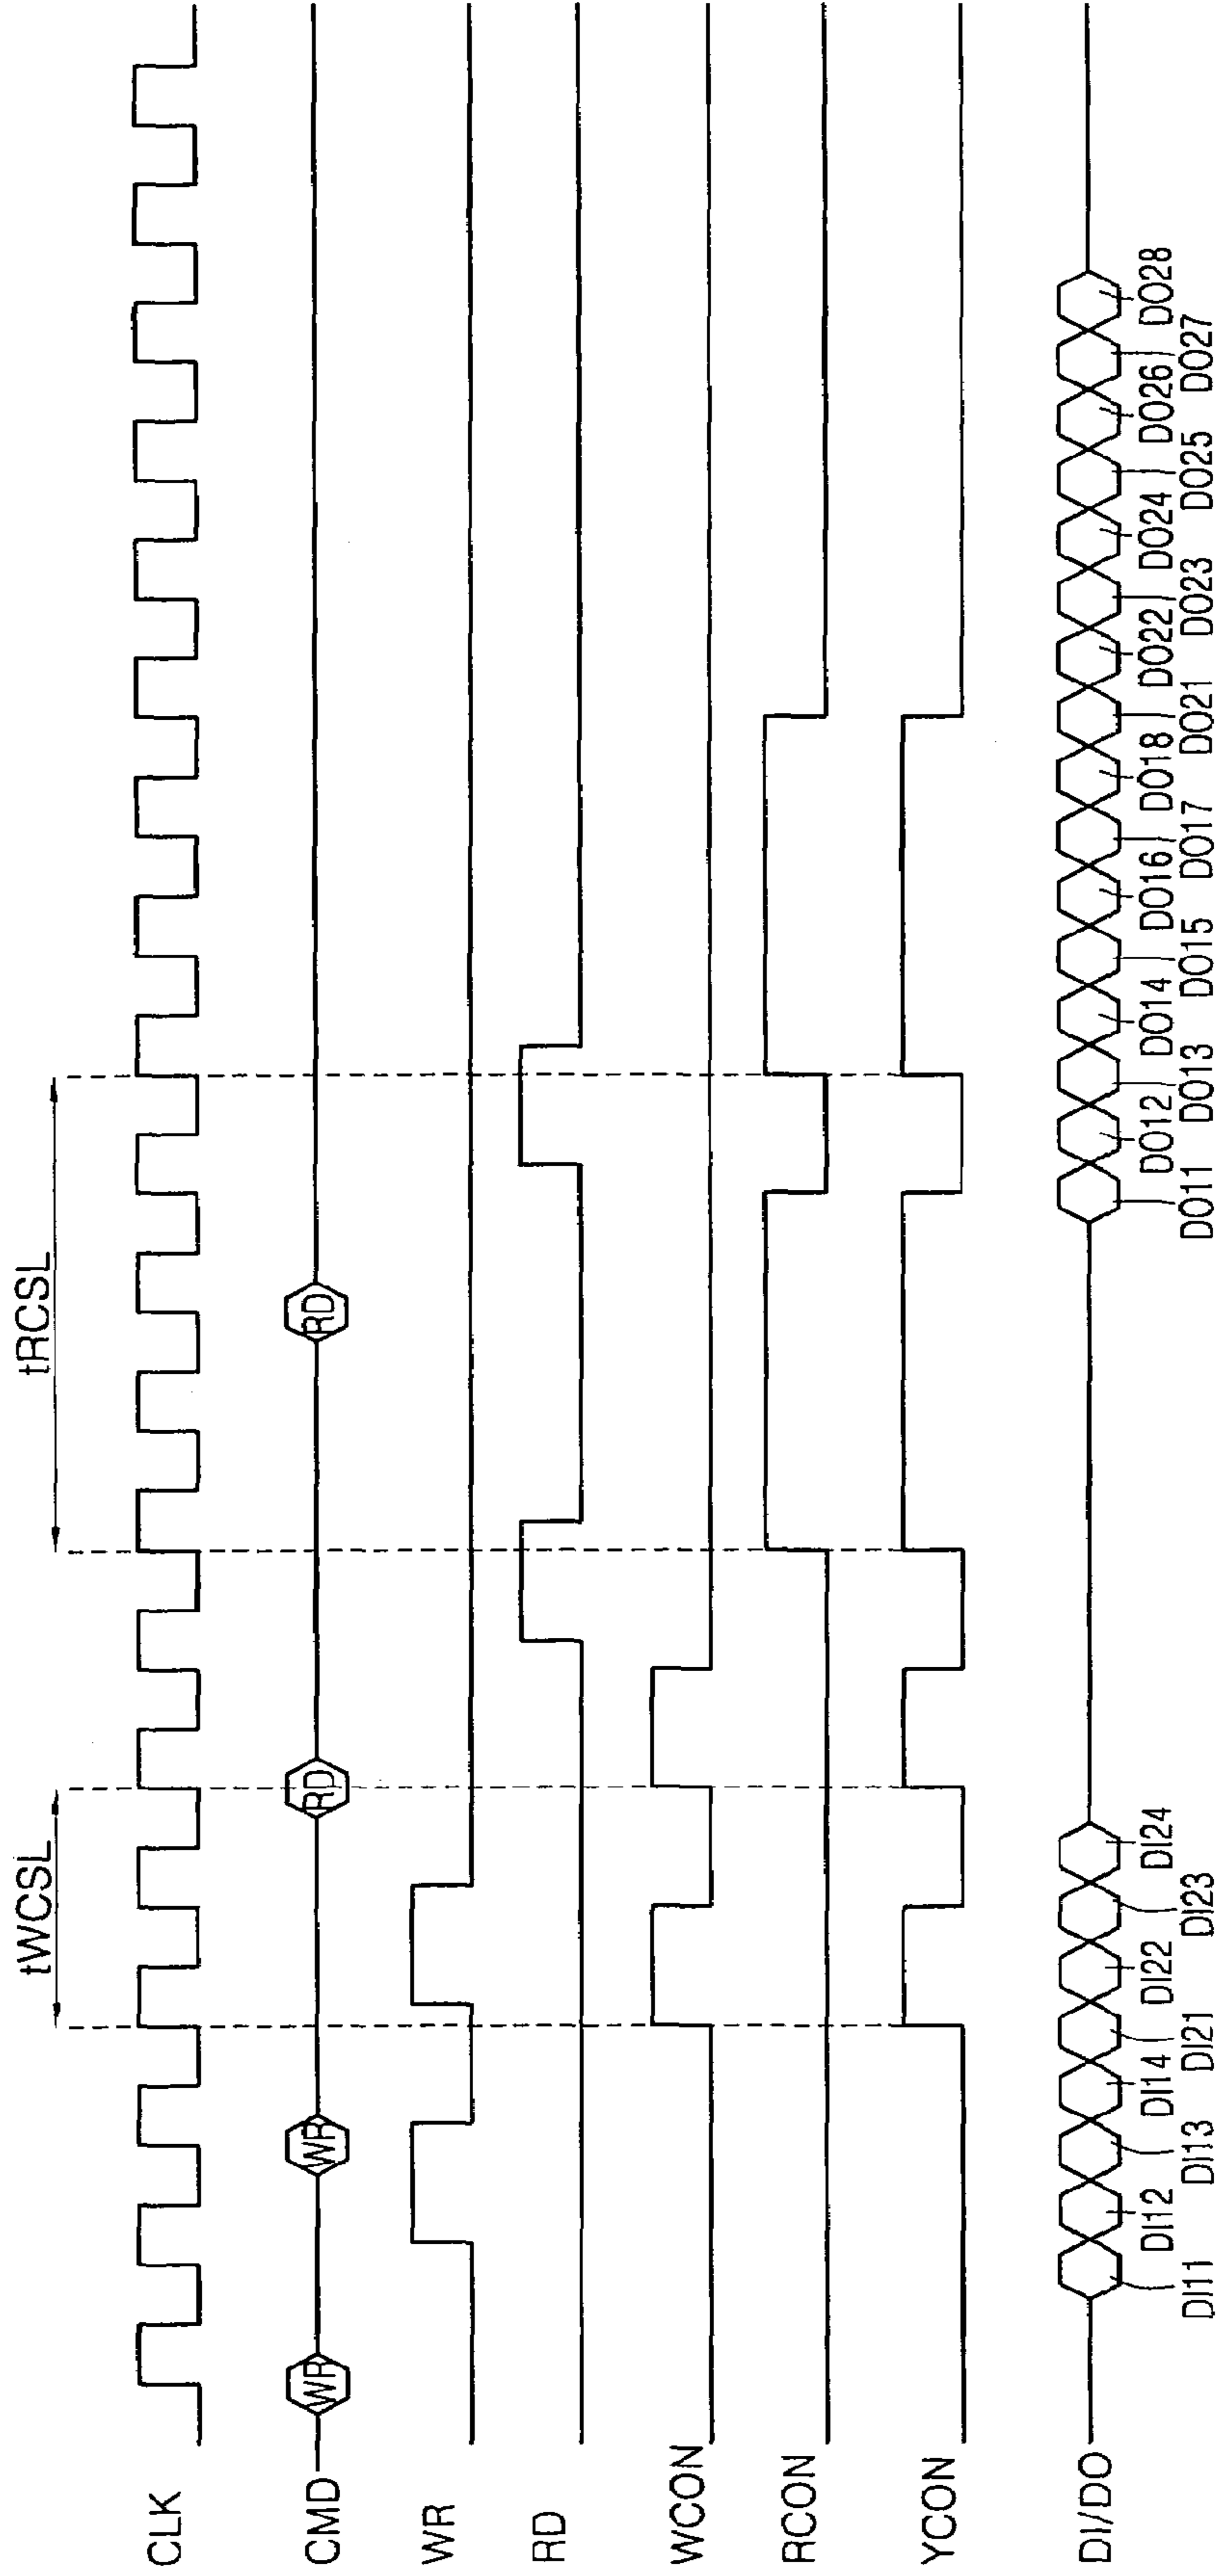 tWCSL
tRCSL
CLK
CMD
WR
WR
RD
RD
WR
RD
WCON
RCON
YCON
DI/DO
DI11
DI12
DI13
DI14
DI21
DI22
DI23
DI24
DO11
DO12
DO13
DO14
DO15
DO16
DO17
DO18
DO21
DO22
DO23
DO24
DO25
DO26
DO27
DO28